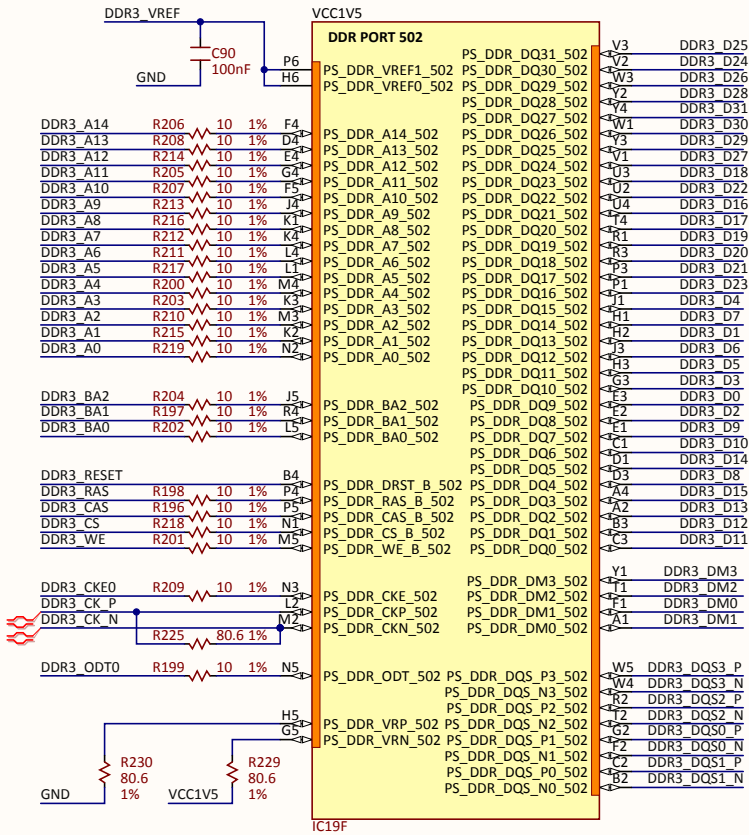 DDR3_VREF
VCC1V5
DDR PORT 502
C90
100nF
GND
P6 PS_DDR_VREF1_502
H6 PS_DDR_VREF0_502
DDR3_A14 R206 10 1% F4 PS_DDR_A14_502
DDR3_A13 R208 10 1% D4 PS_DDR_A13_502
DDR3_A12 R214 10 1% E4 PS_DDR_A12_502
DDR3_A11 R205 10 1% G4 PS_DDR_A11_502
DDR3_A10 R207 10 1% F5 PS_DDR_A10_502
DDR3_A9 R213 10 1% J4 PS_DDR_A9_502
DDR3_A8 R216 10 1% K1 PS_DDR_A8_502
DDR3_A7 R212 10 1% K4 PS_DDR_A7_502
DDR3_A6 R211 10 1% L4 PS_DDR_A6_502
DDR3_A5 R217 10 1% L1 PS_DDR_A5_502
DDR3_A4 R200 10 1% M4 PS_DDR_A4_502
DDR3_A3 R203 10 1% K3 PS_DDR_A3_502
DDR3_A2 R210 10 1% M3 PS_DDR_A2_502
DDR3_A1 R215 10 1% K2 PS_DDR_A1_502
DDR3_A0 R219 10 1% N2 PS_DDR_A0_502
DDR3_BA2 R204 10 1% J5 PS_DDR_BA2_502
DDR3_BA1 R197 10 1% R4 PS_DDR_BA1_502
DDR3_BA0 R202 10 1% L5 PS_DDR_BA0_502
DDR3_RESET B4 PS_DDR_DRST_B_502
DDR3_RAS R198 10 1% P4 PS_DDR_RAS_B_502
DDR3_CAS R196 10 1% P5 PS_DDR_CAS_B_502
DDR3_CS R218 10 1% N1 PS_DDR_CS_B_502
DDR3_WE R201 10 1% M5 PS_DDR_WE_B_502
DDR3_CKE0 R209 10 1% N3 PS_DDR_CKE_502
DDR3_CK_P L2 PS_DDR_CKP_502
DDR3_CK_N M2 PS_DDR_CKN_502
R225 80.6 1%
DDR3_ODT0 R199 10 1% N5 PS_DDR_ODT_502
H5 PS_DDR_VRP_502
G5 PS_DDR_VRN_502
R230
80.6
1%
GND
R229
80.6
1%
VCC1V5
PS_DDR_DQ31_502 V3 DDR3_D25
PS_DDR_DQ30_502 V2 DDR3_D24
PS_DDR_DQ29_502 W3 DDR3_D26
PS_DDR_DQ28_502 Y2 DDR3_D28
PS_DDR_DQ27_502 Y4 DDR3_D31
PS_DDR_DQ26_502 W1 DDR3_D30
PS_DDR_DQ25_502 Y3 DDR3_D29
PS_DDR_DQ24_502 V1 DDR3_D27
PS_DDR_DQ23_502 U3 DDR3_D18
PS_DDR_DQ22_502 U2 DDR3_D22
PS_DDR_DQ21_502 U4 DDR3_D16
PS_DDR_DQ20_502 T4 DDR3_D17
PS_DDR_DQ19_502 R1 DDR3_D19
PS_DDR_DQ18_502 R3 DDR3_D20
PS_DDR_DQ17_502 P3 DDR3_D21
PS_DDR_DQ16_502 P1 DDR3_D23
PS_DDR_DQ15_502 J1 DDR3_D4
PS_DDR_DQ14_502 H1 DDR3_D7
PS_DDR_DQ13_502 H2 DDR3_D1
PS_DDR_DQ12_502 J3 DDR3_D6
PS_DDR_DQ11_502 H3 DDR3_D5
PS_DDR_DQ10_502 G3 DDR3_D3
PS_DDR_DQ9_502 E3 DDR3_D0
PS_DDR_DQ8_502 E2 DDR3_D2
PS_DDR_DQ7_502 E1 DDR3_D9
PS_DDR_DQ6_502 C1 DDR3_D10
PS_DDR_DQ5_502 D1 DDR3_D14
PS_DDR_DQ4_502 D3 DDR3_D8
PS_DDR_DQ3_502 A4 DDR3_D15
PS_DDR_DQ2_502 A2 DDR3_D13
PS_DDR_DQ1_502 B3 DDR3_D12
PS_DDR_DQ0_502 C3 DDR3_D11
PS_DDR_DM3_502 Y1 DDR3_DM3
PS_DDR_DM2_502 T1 DDR3_DM2
PS_DDR_DM1_502 F1 DDR3_DM0
PS_DDR_DM0_502 A1 DDR3_DM1
PS_DDR_DQS_P3_502 W5 DDR3_DQS3_P
PS_DDR_DQS_N3_502 W4 DDR3_DQS3_N
PS_DDR_DQS_P2_502 R2 DDR3_DQS2_P
PS_DDR_DQS_N2_502 T2 DDR3_DQS2_N
PS_DDR_DQS_P1_502 G2 DDR3_DQS0_P
PS_DDR_DQS_N1_502 F2 DDR3_DQS0_N
PS_DDR_DQS_P0_502 C2 DDR3_DQS1_P
PS_DDR_DQS_N0_502 B2 DDR3_DQS1_N
IC19F